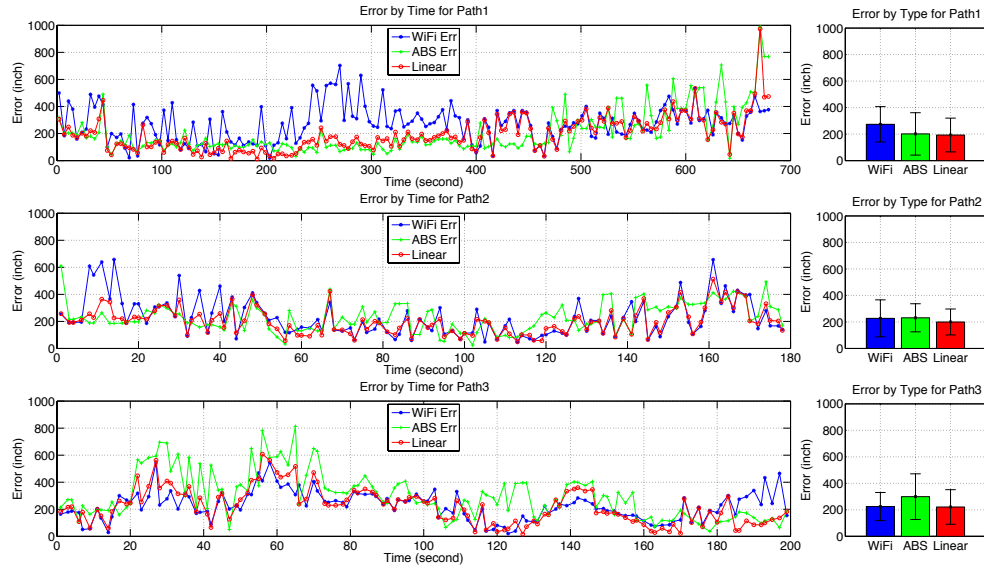 Error by Time for Path1
Error by Type for Path1
Error (inch)
1000
800
600
400
200
0
WiFi Err
ABS Err
Linear
0 100 200 300 400 500 600 700
Time (second)
Error (inch)
1000
800
600
400
200
0
WiFi ABS Linear
Error by Time for Path2
Error by Type for Path2
Error (inch)
1000
800
600
400
200
0
WiFi Err
ABS Err
Linear
0 20 40 60 80 100 120 140 160 180
Time (second)
Error (inch)
1000
800
600
400
200
0
WiFi ABS Linear
Error by Time for Path3
Error by Type for Path3
Error (inch)
1000
800
600
400
200
0
WiFi Err
ABS Err
Linear
0 20 40 60 80 100 120 140 160 180 200
Time (second)
Error (inch)
1000
800
600
400
200
0
WiFi ABS Linear